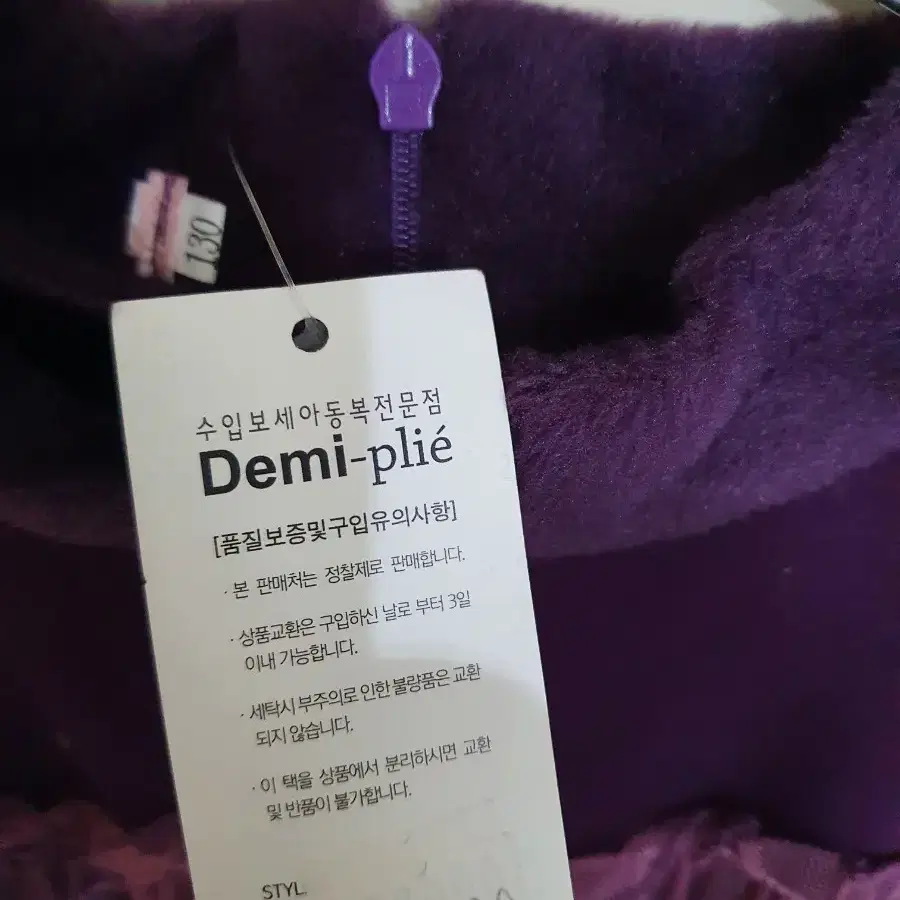 130
수입보세아동복전문점
Demi-plié
[품질보증및구입유의사항]
· 본 판매처는 정찰제로 판매합니다.
· 상품교환은 구입하신 날로 부터 3일
이내 가능합니다.
· 세탁시 부주의로 인한 불량품은 교환
되지 않습니다.
· 이 택을 상품에서 분리하시면 교환
및 반품이 불가합니다.
STYL